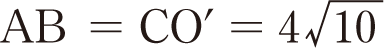 AB = CO′ = 4√10